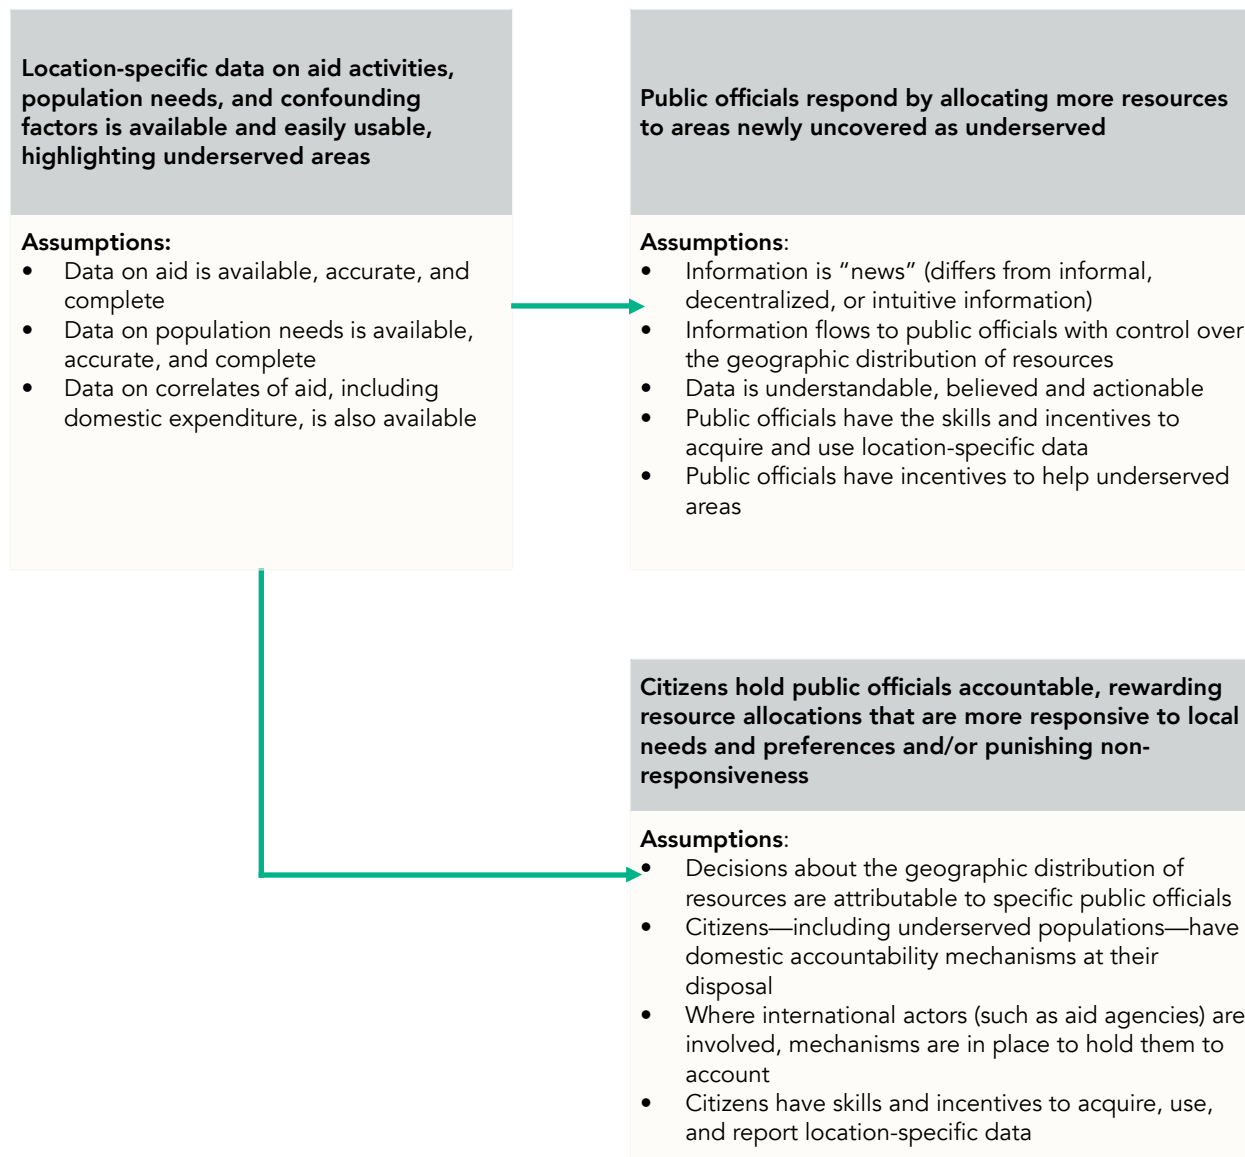 Location-specific data on aid activities,
population needs, and confounding
factors is available and easily usable,
highlighting underserved areas
Assumptions:
• Data on aid is available, accurate, and
complete
• Data on population needs is available,
accurate, and complete
• Data on correlates of aid, including
domestic expenditure, is also available
Public officials respond by allocating more resources
to areas newly uncovered as underserved
Assumptions:
• Information is “news” (differs from informal,
decentralized, or intuitive information)
• Information flows to public officials with control over
the geographic distribution of resources
• Data is understandable, believed and actionable
• Public officials have the skills and incentives to
acquire and use location-specific data
• Public officials have incentives to help underserved
areas
Citizens hold public officials accountable, rewarding
resource allocations that are more responsive to local
needs and preferences and/or punishing non-
responsiveness
Assumptions:
• Decisions about the geographic distribution of
resources are attributable to specific public officials
• Citizens—including underserved populations—have
domestic accountability mechanisms at their
disposal
• Where international actors (such as aid agencies) are
involved, mechanisms are in place to hold them to
account
• Citizens have skills and incentives to acquire, use,
and report location-specific data